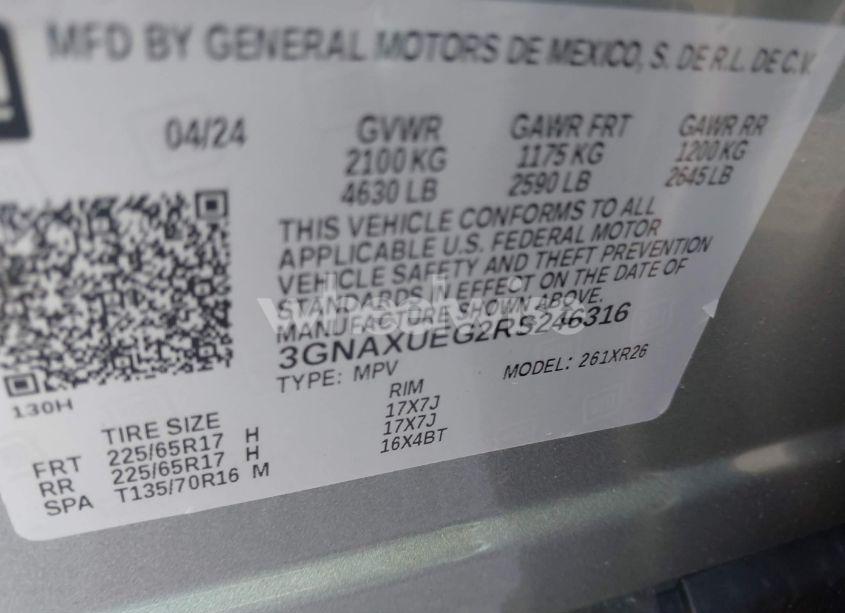 MFD BY GENERAL MOTORS DE MEXICO, S. DE R.L. DE C.V.
04/24
GVWR GAWR FRT GAWR RR
2100 KG 1175 KG 1200 KG
4630 LB 2590 LB 2645 LB
THIS VEHICLE CONFORMS TO ALL
APPLICABLE U.S. FEDERAL MOTOR
VEHICLE SAFETY AND THEFT PREVENTION
STANDARDS IN EFFECT ON THE DATE OF
MANUFACTURE SHOWN ABOVE.
3GNAXUEG2RS246316
TYPE: MPV MODEL: 261XR26
130H
TIRE SIZE RIM
FRT 225/65R17 H 17X7J
RR 225/65R17 H 17X7J
SPA T135/70R16 M 16X4BT